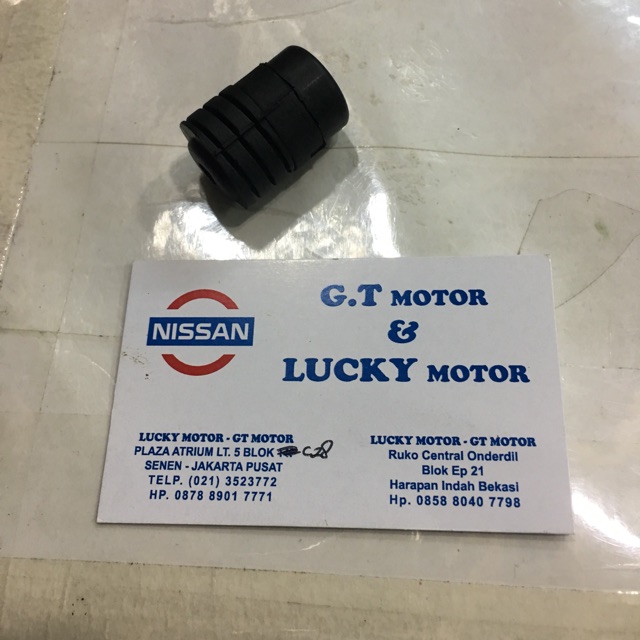 NISSAN
G.T MOTOR
&
LUCKY MOTOR
LUCKY MOTOR - GT MOTOR
PLAZA ATRIUM LT. 5 BLOK C28
SENEN - JAKARTA PUSAT
TELP. (021) 3523772
HP. 0878 8901 7771
LUCKY MOTOR - GT MOTOR
Ruko Central Onderdil
Blok Ep 21
Harapan Indah Bekasi
Hp. 0858 8040 7798